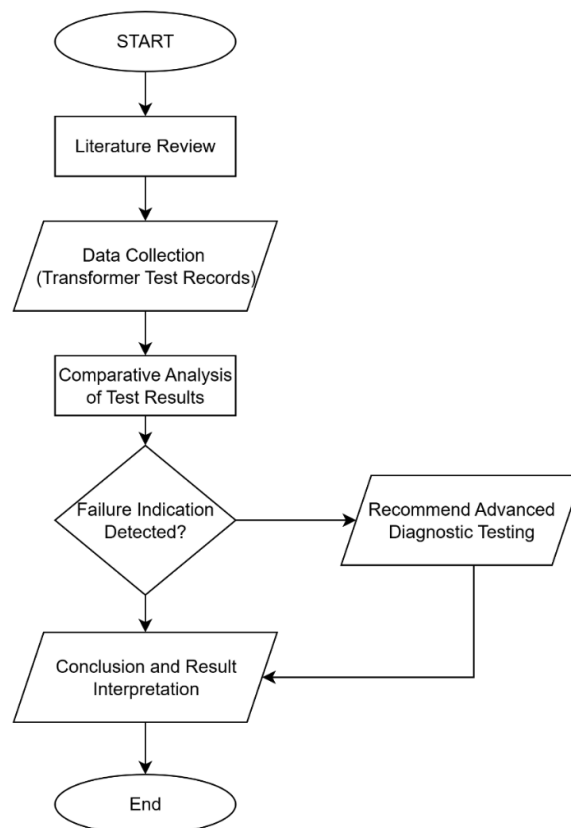 START
Literature Review
Data Collection
(Transformer Test Records)
Comparative Analysis
of Test Results
Failure Indication
Detected?
Recommend Advanced
Diagnostic Testing
Conclusion and Result
Interpretation
End